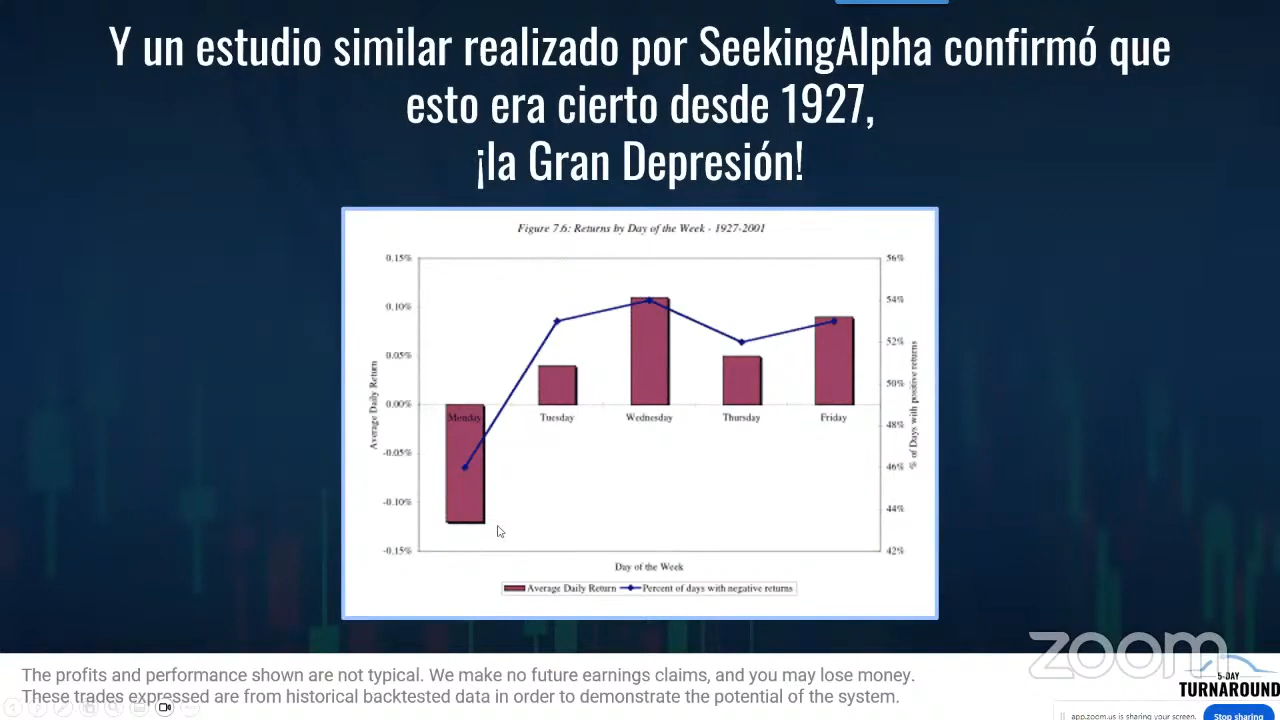 Y un estudio similar realizado por SeekingAlpha confirmó que
esto era cierto desde 1927,
¡la Gran Depresión!
Figure 7.6: Returns by Day of the Week - 1927-2001
0.15%
0.10%
0.05%
0.00%
-0.05%
-0.10%
-0.15%
Average Daily Return
Monday
Tuesday
Wednesday
Thursday
Friday
56%
54%
52%
50%
48%
46%
44%
42%
% of Days with positive returns
Day of the Week
Average Daily Return
Percent of days with negative returns
The profits and performance shown are not typical. We make no future earnings claims, and you may lose money.
These trades expressed are from historical backtested data in order to demonstrate the potential of the system.
zoom
5-DAY
TURNAROUND
app.zoom.us is sharing your screen.
Stop sharing